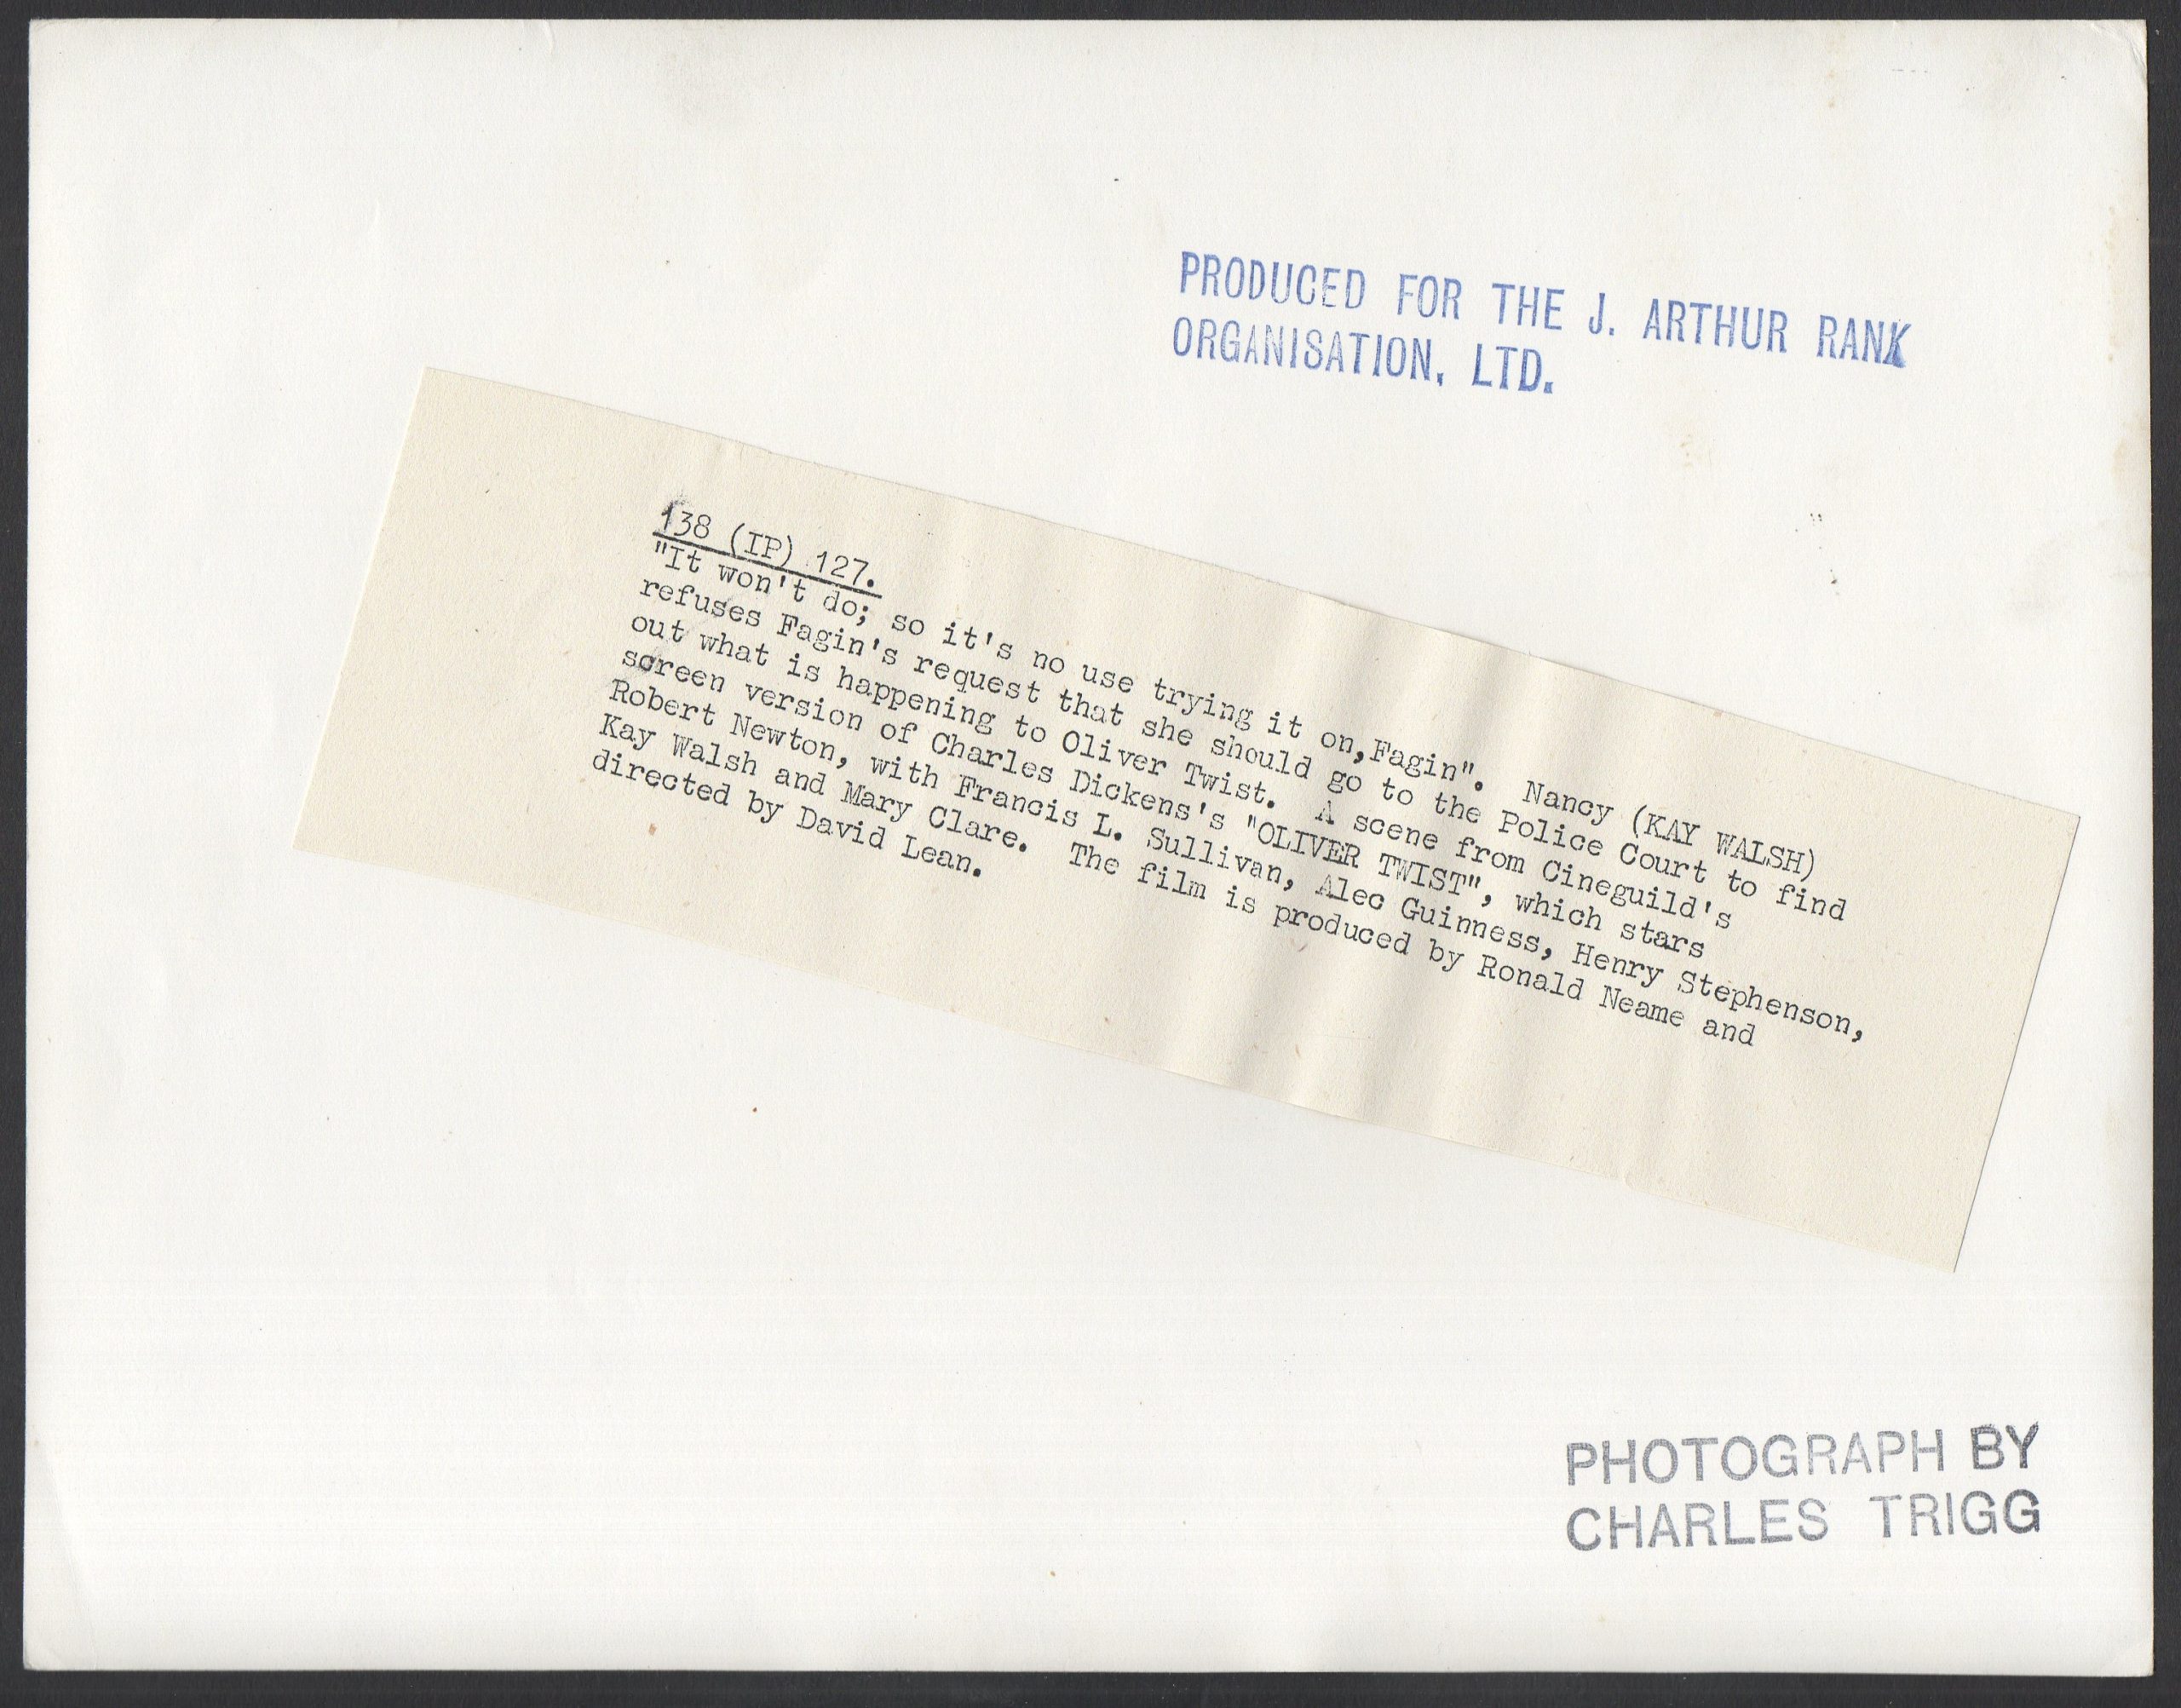 PRODUCED FOR THE J. ARTHUR RANK
ORGANISATION, LTD.
138 (IP) 127.
"It won't do; so it's no use trying it on,Fagin".  Nancy (KAY WALSH)
refuses Fagin's request that she should go to the Police Court to find
out what is happening to Oliver Twist.  A scene from Cineguild's
screen version of Charles Dickens's "OLIVER TWIST", which stars
Robert Newton, with Francis L. Sullivan, Alec Guinness, Henry Stephenson,
Kay Walsh and Mary Clare.  The film is produced by Ronald Neame and
directed by David Lean.
PHOTOGRAPH BY
CHARLES TRIGG